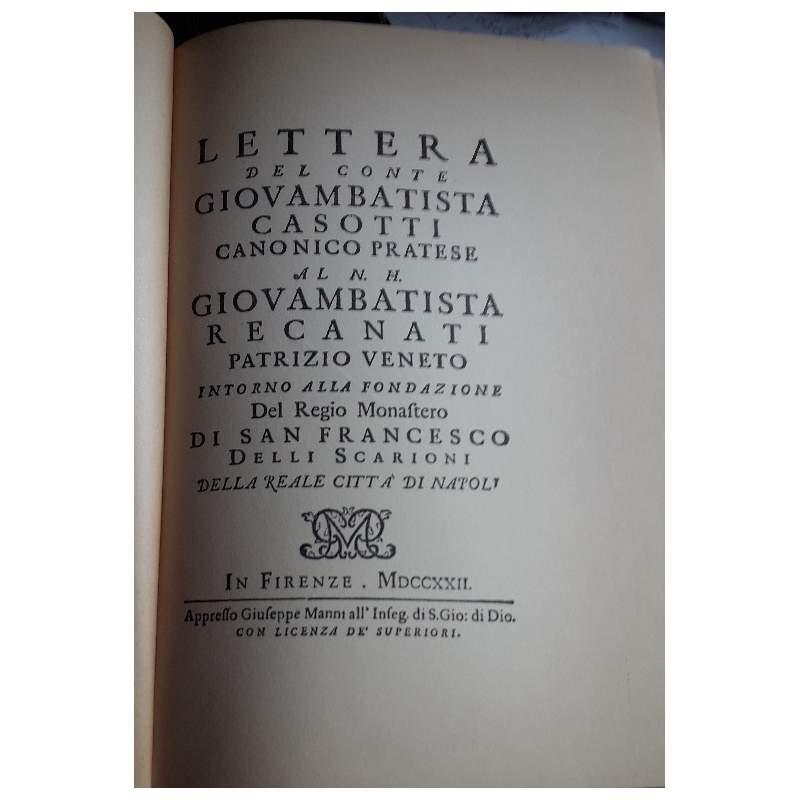 LETTERA
DEL CONTE
GIOVAMBATISTA
CASOTTI
CANONICO PRATESE
AL N. H.
GIOVAMBATISTA
RECANATI
PATRIZIO VENETO
INTORNO ALLA FONDAZIONE
Del Regio Monaſtero
DI SAN FRANCESCO
DELLI SCARIONI
DELLA REALE CITTÀ DI NAPOLI
IN FIRENZE . MDCCXXII.
Appreſſo Giuſeppe Manni all' Inſeg. di S. Gio: di Dio.
CON LICENZA DE' SUPERIORI.